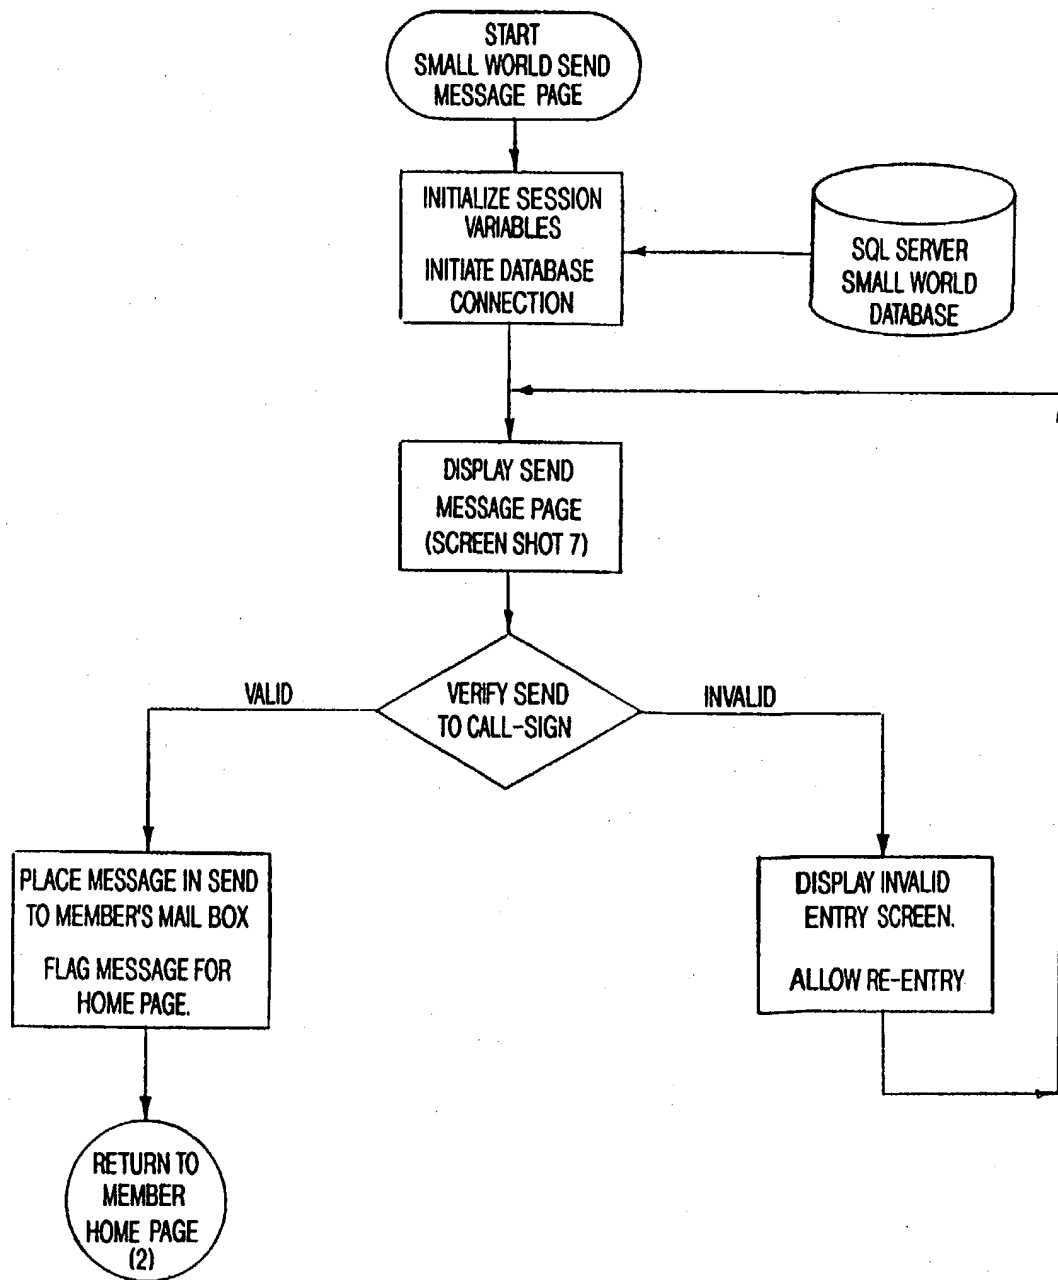 START
SMALL WORLD SEND
MESSAGE PAGE
INITIALIZE SESSION
VARIABLES
INITIATE DATABASE
CONNECTION
SQL SERVER
SMALL WORLD
DATABASE
DISPLAY SEND
MESSAGE PAGE
(SCREEN SHOT 7)
VERIFY SEND
TO CALL-SIGN
VALID
INVALID
PLACE MESSAGE IN SEND
TO MEMBER'S MAIL BOX
FLAG MESSAGE FOR
HOME PAGE.
DISPLAY INVALID
ENTRY SCREEN.
ALLOW RE-ENTRY
RETURN TO
MEMBER
HOME PAGE
(2)